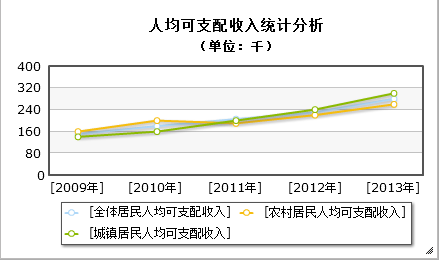 人均可支配收入统计分析
（单位：千）
400
320
240
160
80
0
[2009年] [2010年] [2011年] [2012年] [2013年]
[全体居民人均可支配收入] [农村居民人均可支配收入]
[城镇居民人均可支配收入]